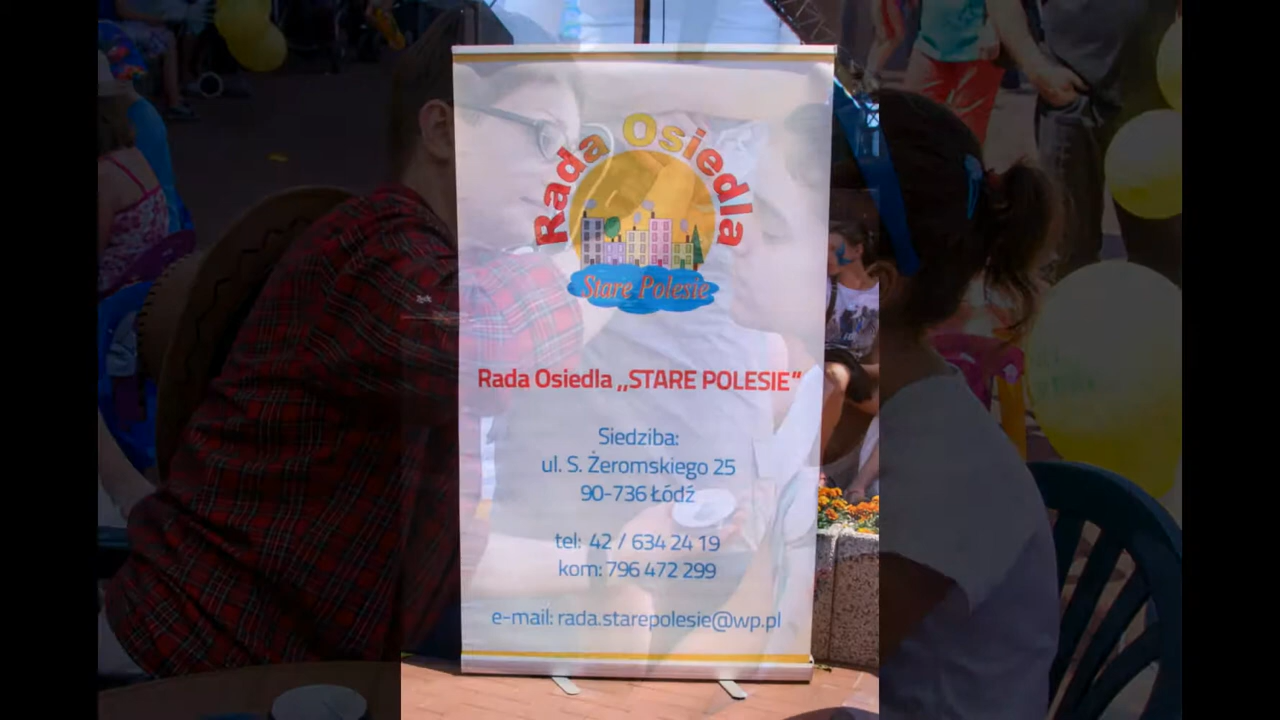 Rada Osiedla
Stare Polesie
Rada Osiedla ,,STARE POLESIE”
Siedziba:
ul. S. Żeromskiego 25
90-736 Łódź
tel: 42 / 634 24 19
kom: 796 472 299
e-mail: rada.starepolesie@wp.pl